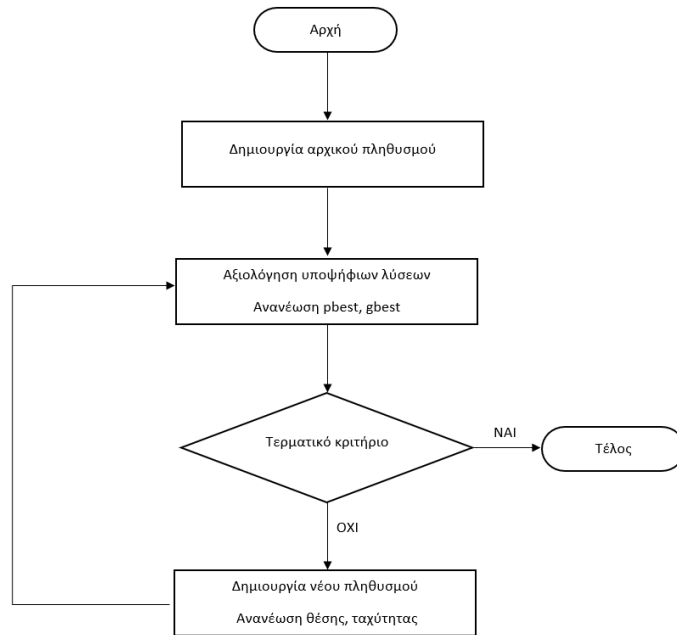 Αρχή
Δημιουργία αρχικού πληθυσμού
Αξιολόγηση υποψήφιων λύσεων
Ανανέωση pbest, gbest
Τερματικό κριτήριο
ΝΑΙ
Τέλος
ΟΧΙ
Δημιουργία νέου πληθυσμού
Ανανέωση θέσης, ταχύτητας